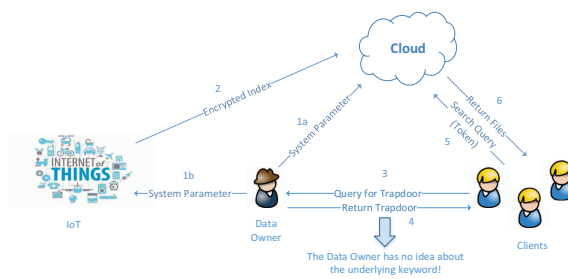 Cloud
2
Encrypted Index
1a
System Parameter
6
Return Files
Search Query
(Token)
5
INTERNET of
THINGS
IoT
1b
System Parameter
Data
Owner
3
Query for Trapdoor
Return Trapdoor
4
Clients
The Data Owner has no idea about
the underlying keyword!